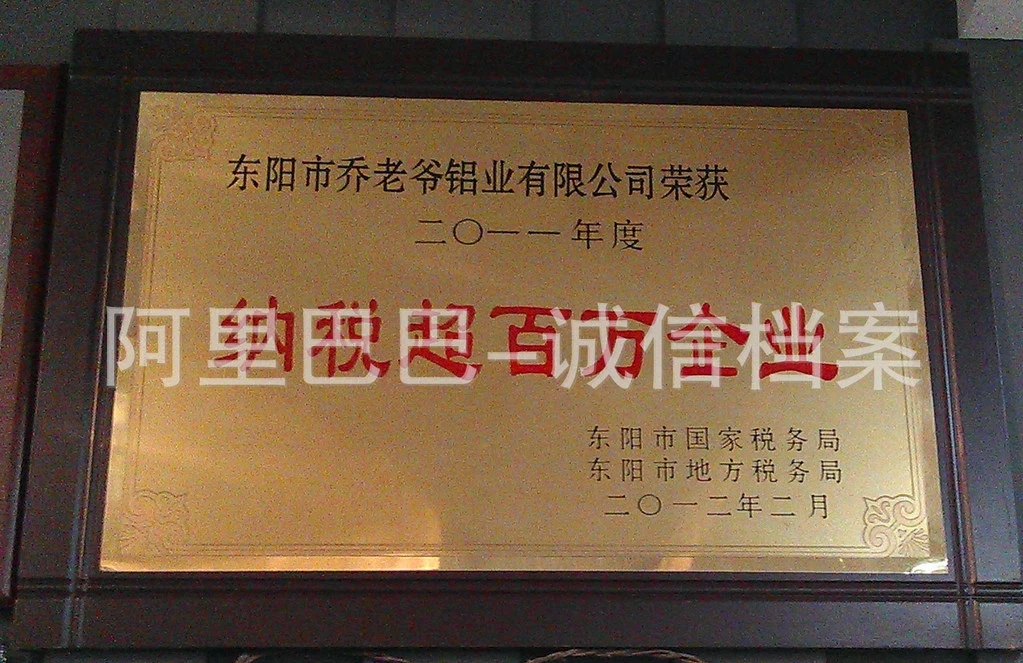 东阳市乔老爷铝业有限公司荣获
二〇一一年度
纳税超百万企业
阿里巴巴-诚信档案
东阳市国家税务局
东阳市地方税务局
二〇一二年二月